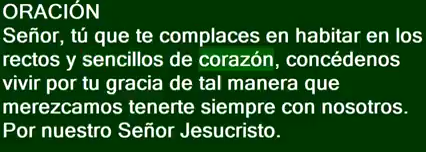 ORACIÓN
Señor, tú que te complaces en habitar en los
rectos y sencillos de corazón, concédenos
vivir por tu gracia de tal manera que
merezcamos tenerte siempre con nosotros.
Por nuestro Señor Jesucristo.